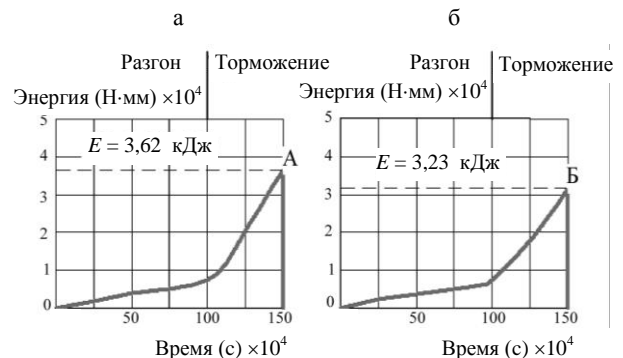 а
Разгон Торможение
Энергия (Н·мм) ×10⁴
5
4
3
2
1
0
E = 3,62 кДж
А
50 100 150
Время (с) ×10⁴
б
Разгон Торможение
Энергия (Н·мм) ×10⁴
5
4
3
2
1
0
E = 3,23 кДж
Б
50 100 150
Время (с) ×10⁴